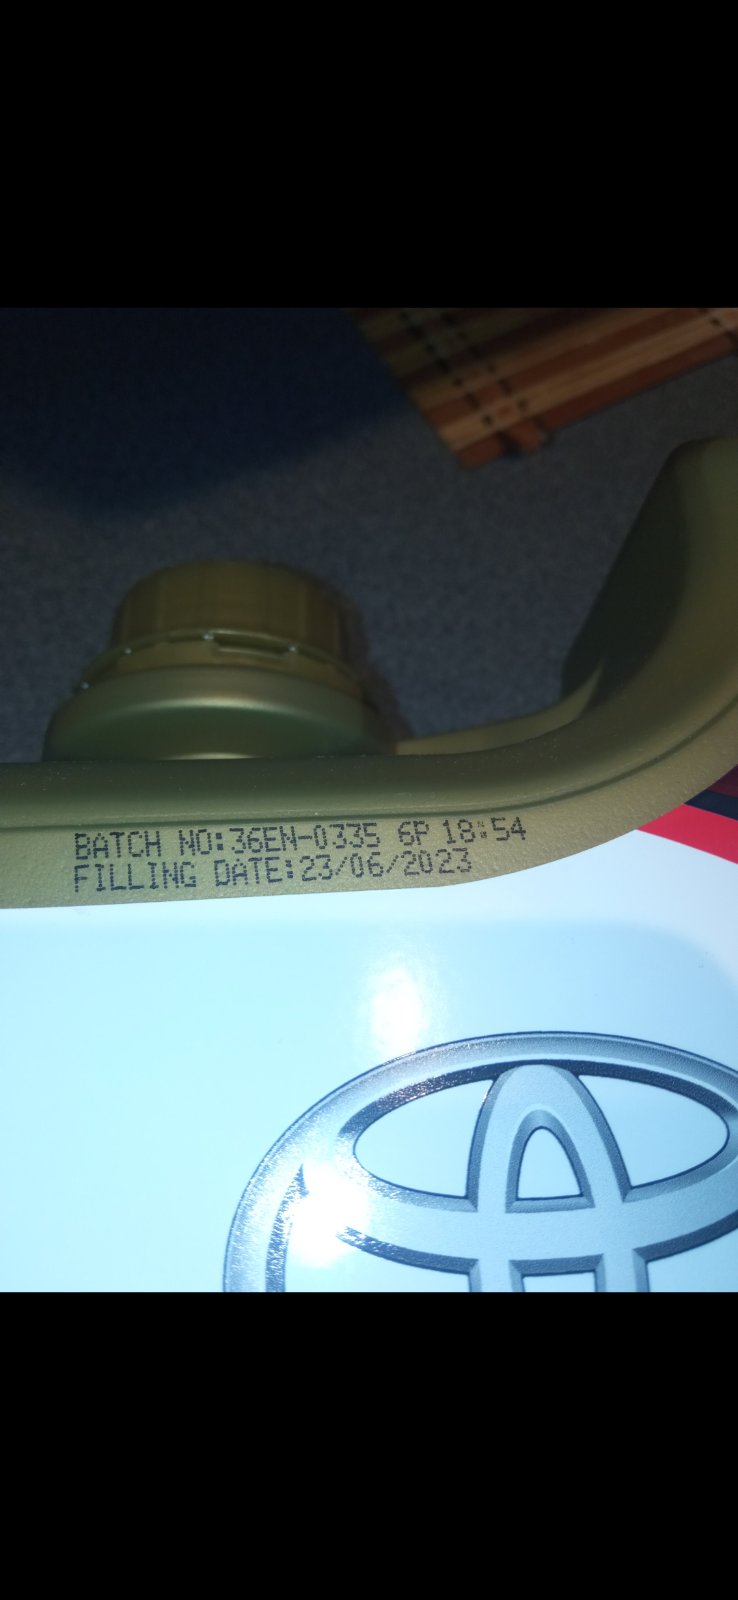 BATCH NO:36EN-0335 6P 18:54
FILLING DATE:23/06/2023